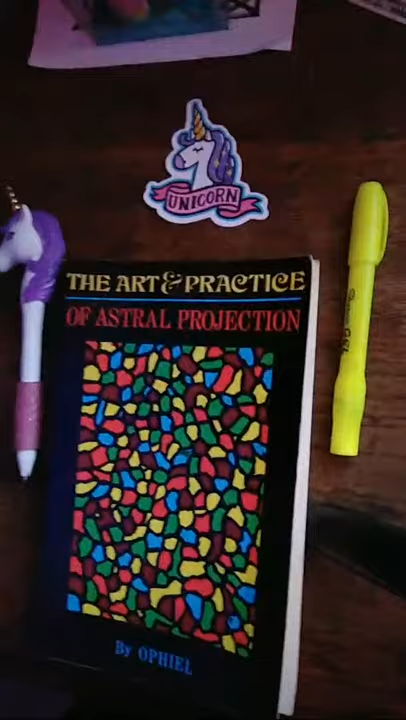 UNICORN
THE ART & PRACTICE
OF ASTRAL PROJECTION
By OPHIEL